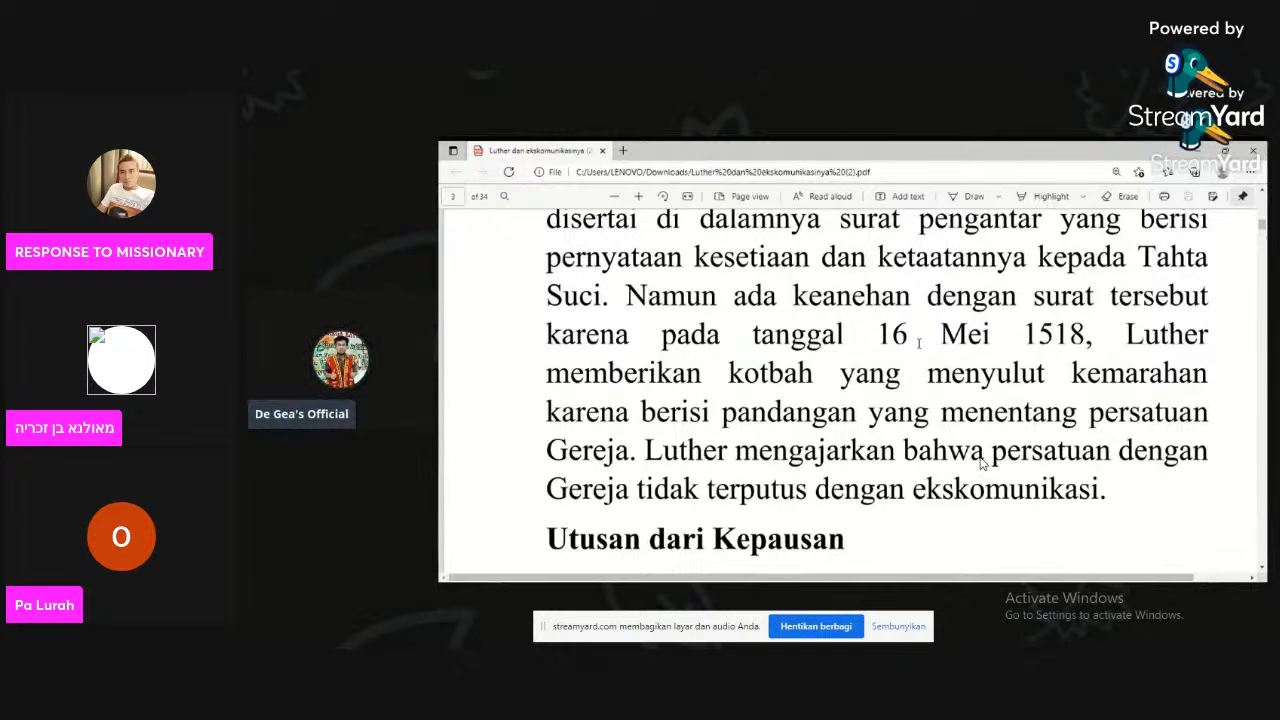 Powered by
StreamYard
wered by
StreamYard
RESPONSE TO MISSIONARY
מאולנא בן זכריה
O
Pa Lurah
De Gea's Official
Luther dan ekskomunikasinya (2
File
C:/Users/LENOVO/Downloads/Luther%20dan%20ekskomunikasinya%20(2).pdf
of 34
Page view
Read aloud
Add text
Draw
Highlight
Erase
disertai di dalamnya surat pengantar yang berisi
pernyataan kesetiaan dan ketaatannya kepada Tahta
Suci. Namun ada keanehan dengan surat tersebut
karena pada tanggal 16 Mei 1518, Luther
memberikan kotbah yang menyulut kemarahan
karena berisi pandangan yang menentang persatuan
Gereja. Luther mengajarkan bahwa persatuan dengan
Gereja tidak terputus dengan ekskomunikasi.
Utusan dari Kepausan
Activate Windows
Go to Settings to activate Windows.
streamyard.com membagikan layar dan audio Anda.
Hentikan berbagi
Sembunyikan